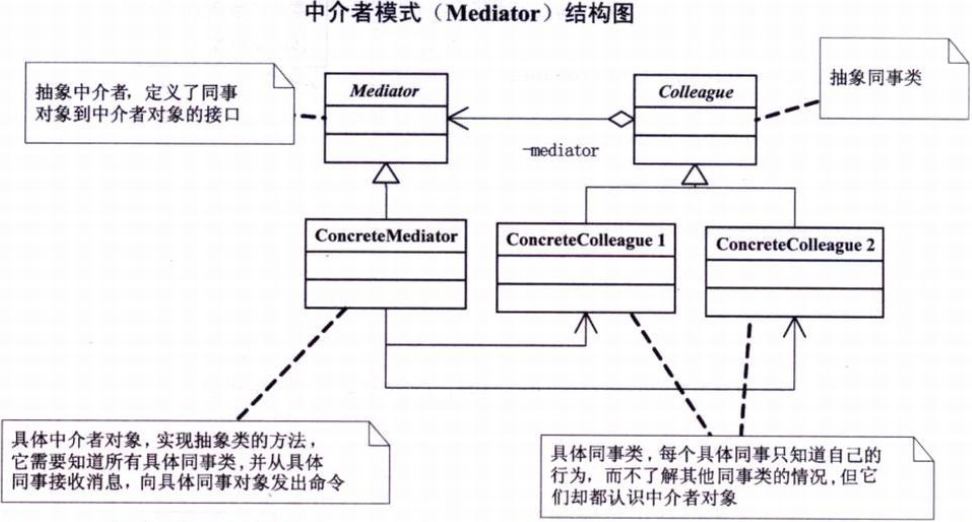 中介者模式（Mediator）结构图
抽象中介者，定义了同事
对象到中介者对象的接口
Mediator
Colleague
抽象同事类
-mediator
ConcreteMediator
ConcreteColleague 1
ConcreteColleague 2
具体中介者对象，实现抽象类的方法，
它需要知道所有具体同事类，并从具体
同事接收消息，向具体同事对象发出命令
具体同事类，每个具体同事只知道自己的
行为，而不了解其他同事类的情况，但它
们却都认识中介者对象